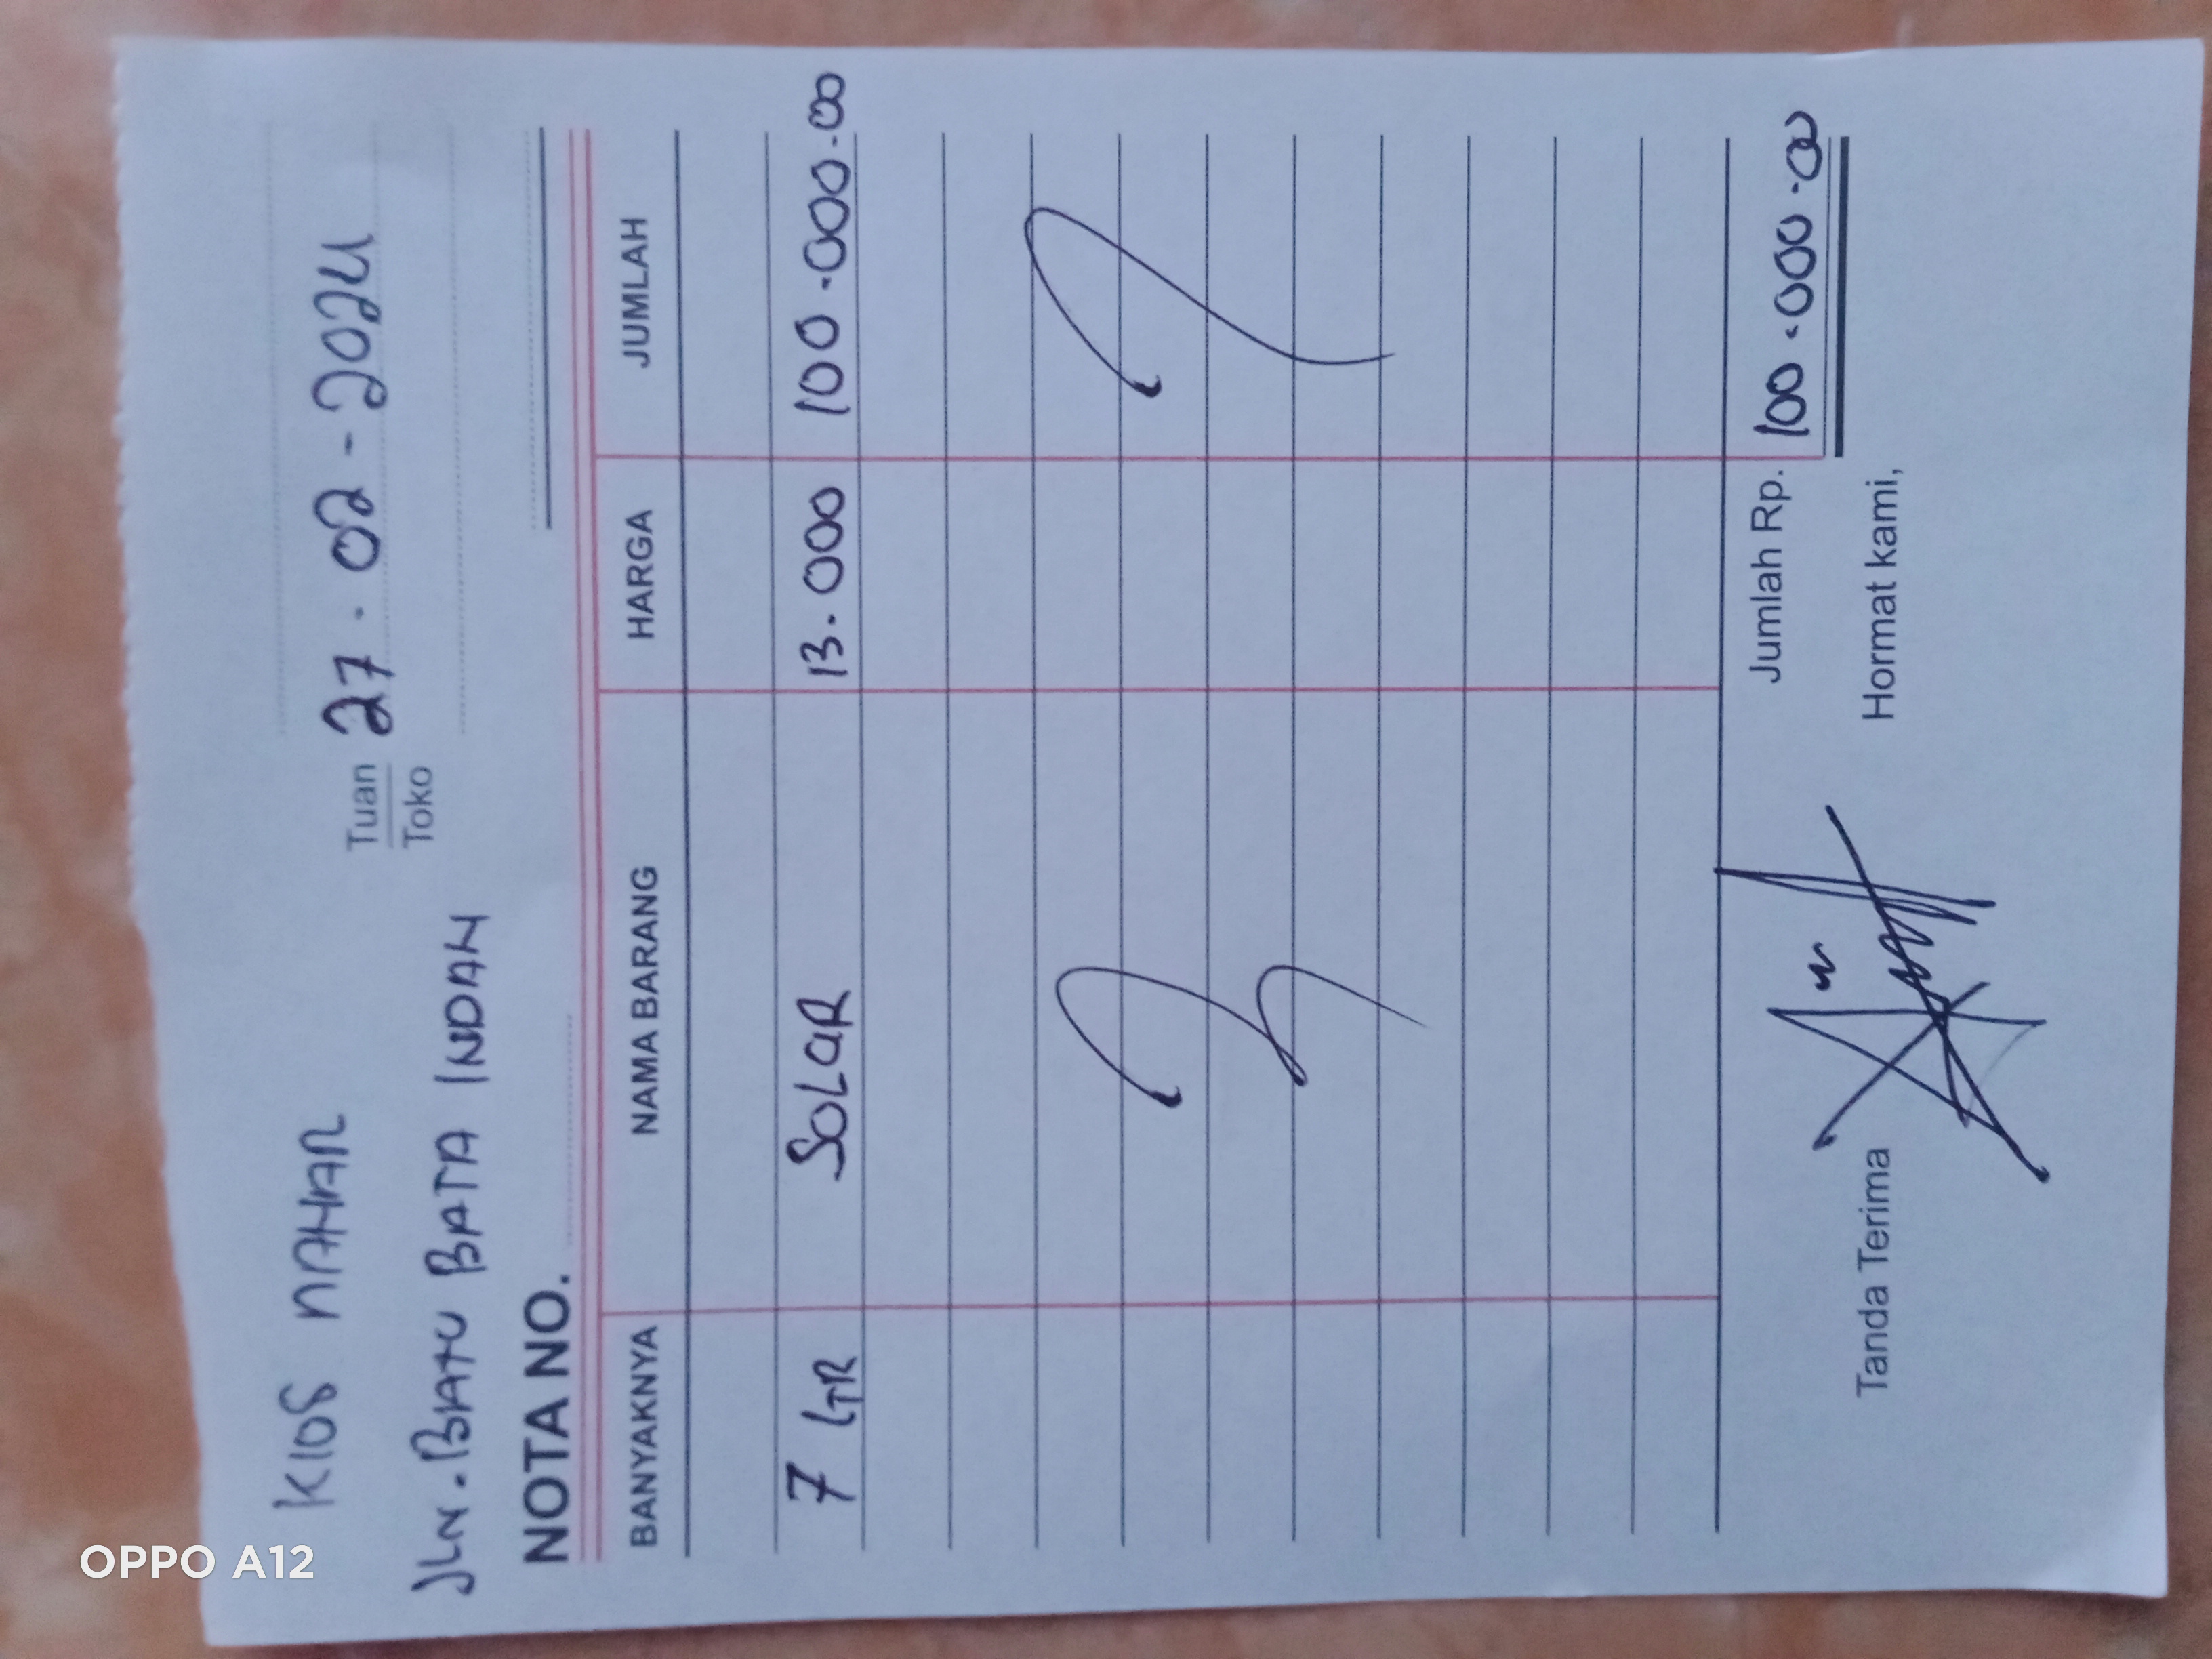 KIOS NAHAR
27 - 02 - 2024
Tuan
Toko
JLN. BATU BATA INDAH
NOTA NO.
BANYAKNYA NAMA BARANG HARGA JUMLAH
7 LTR SOLAR 13.000 100.000.00
Jumlah Rp. 100.000.00
Tanda Terima Hormat kami,
OPPO A12